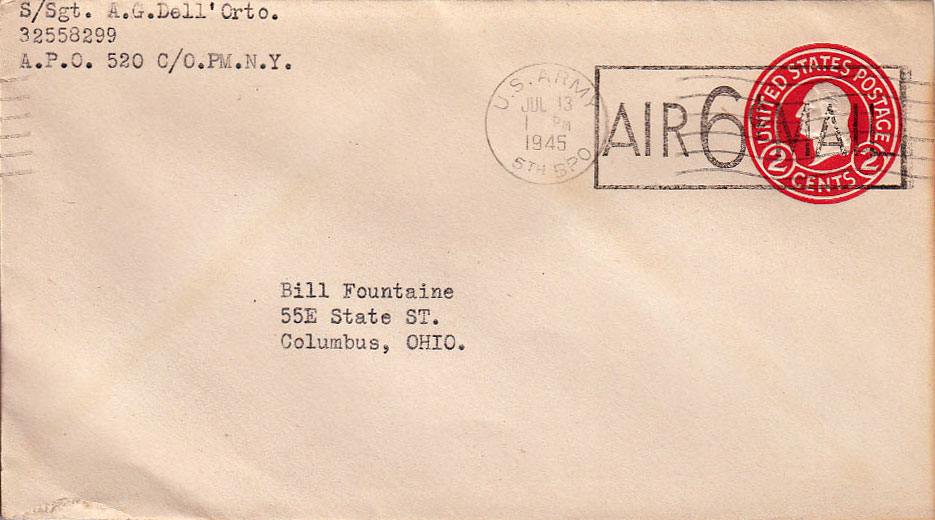 S/Sgt. A.G.Dell'Orto.
32558299
A.P.O. 520 C/O.PM.N.Y.
U.S. ARMY
JUL 13
1 PM
1945
5TH BPO
AIR 6¢ MAIL
UNITED STATES POSTAGE
2 CENTS 2
Bill Fountaine
55E State ST.
Columbus, OHIO.